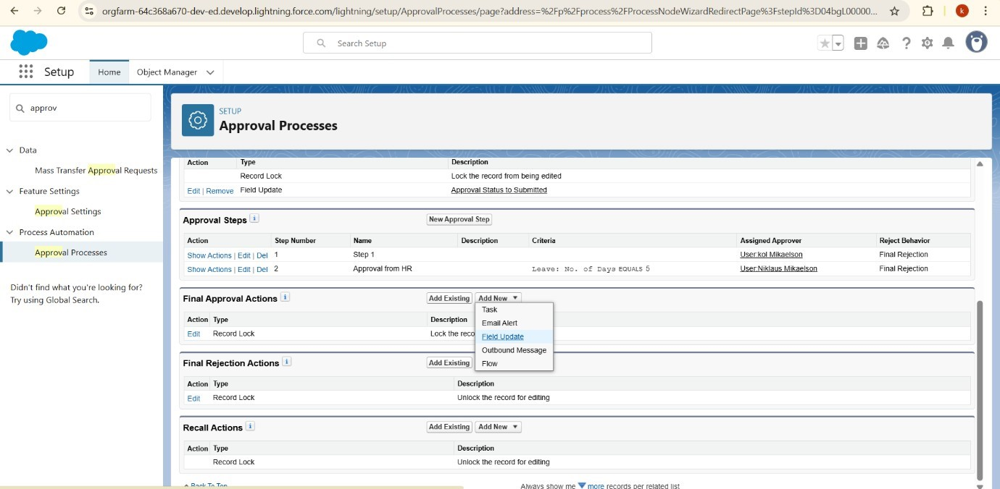 orgfarm-64c368a670-dev-ed.develop.lightning.force.com/lightning/setup/ApprovalProcesses/page?address=%2Fp%2Fprocess%2FProcessNodeWizardRedirectPage%3FstepId%3D04bgL00000...
k
Search Setup
Setup
Home
Object Manager
approv
Data
Mass Transfer Approval Requests
Feature Settings
Approval Settings
Process Automation
Approval Processes
Didn't find what you're looking for?
Try using Global Search.
SETUP
Approval Processes
Action Type Description
Record Lock Lock the record from being edited
Edit | Remove Field Update Approval Status to Submitted
Approval Steps i New Approval Step
Action Step Number Name Description Criteria Assigned Approver Reject Behavior
Show Actions | Edit | Del 1 Step 1 User:kol Mikaelson Final Rejection
Show Actions | Edit | Del 2 Approval from HR Leave: No. of Days EQUALS 5 User:Niklaus Mikaelson Final Rejection
Final Approval Actions i Add Existing Add New
Task
Email Alert
Field Update
Outbound Message
Flow
Action Type Description
Edit Record Lock Lock the reco
Final Rejection Actions i Add Existing
Action Type Description
Edit Record Lock Unlock the record for editing
Recall Actions i Add Existing Add New
Action Type Description
Record Lock Unlock the record for editing
Back To Top Always show me more records per related list